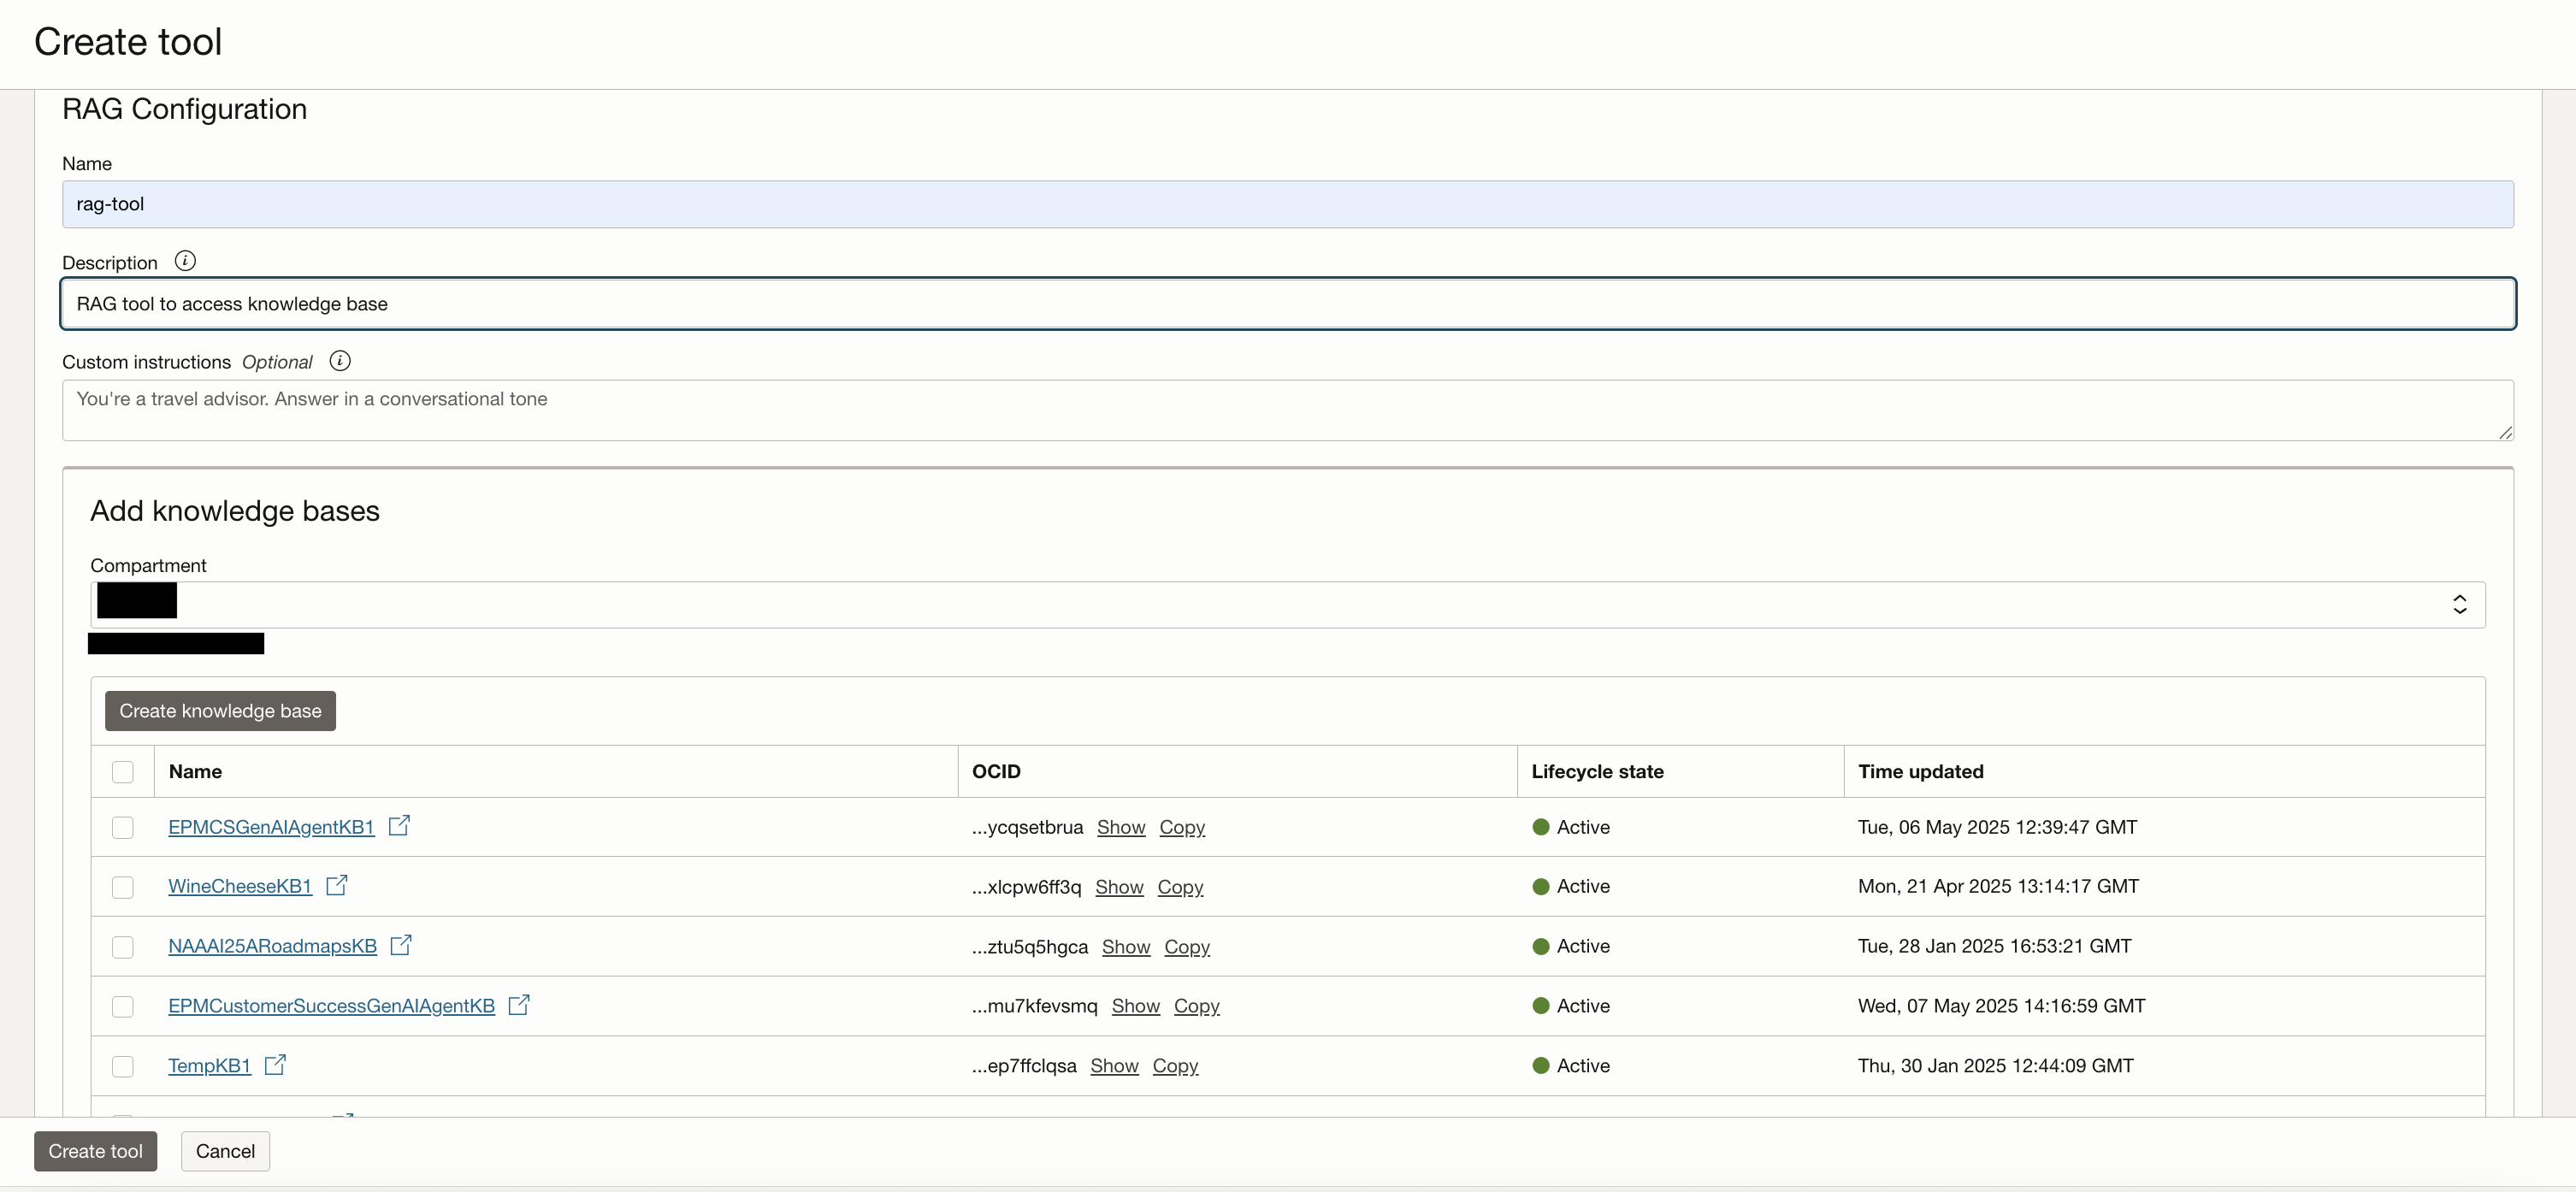 Create tool
RAG Configuration
Name
rag-tool
Description
RAG tool to access knowledge base
Custom instructions Optional
You're a travel advisor. Answer in a conversational tone
Add knowledge bases
Compartment
Create knowledge base
Name OCID Lifecycle state Time updated
EPMCSGenAIAgentKB1 ...ycqsetbrua Show Copy Active Tue, 06 May 2025 12:39:47 GMT
WineCheeseKB1 ...xlcpw6ff3q Show Copy Active Mon, 21 Apr 2025 13:14:17 GMT
NAAAI25ARoadmapsKB ...ztu5q5hgca Show Copy Active Tue, 28 Jan 2025 16:53:21 GMT
EPMCustomerSuccessGenAIAgentKB ...mu7kfevsmq Show Copy Active Wed, 07 May 2025 14:16:59 GMT
TempKB1 ...ep7ffclqsa Show Copy Active Thu, 30 Jan 2025 12:44:09 GMT
Create tool Cancel